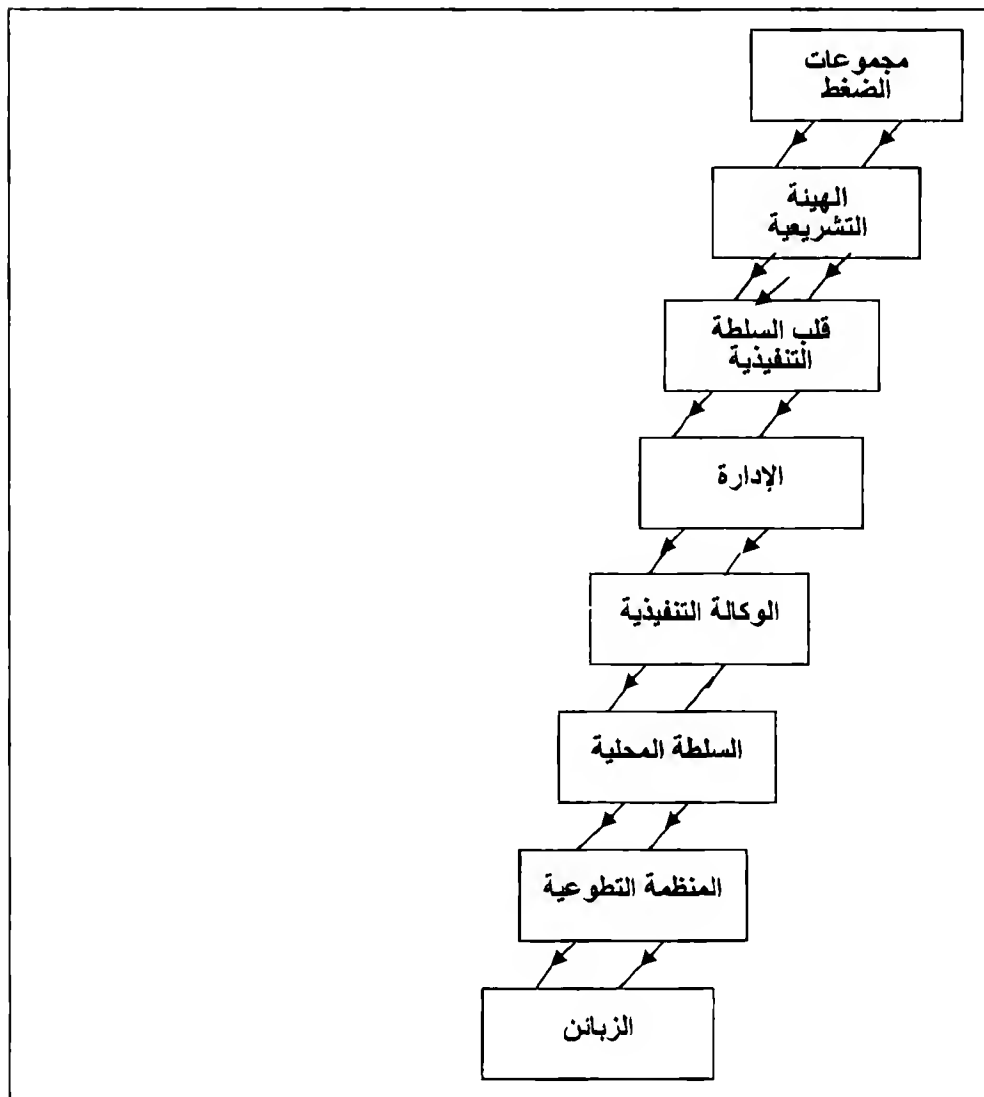 مجموعات
الضغط
الهيئة
التشريعية
قلب السلطة
التنفيذية
الإدارة
الوكالة التنفيذية
السلطة المحلية
المنظمة التطوعية
الزبائن